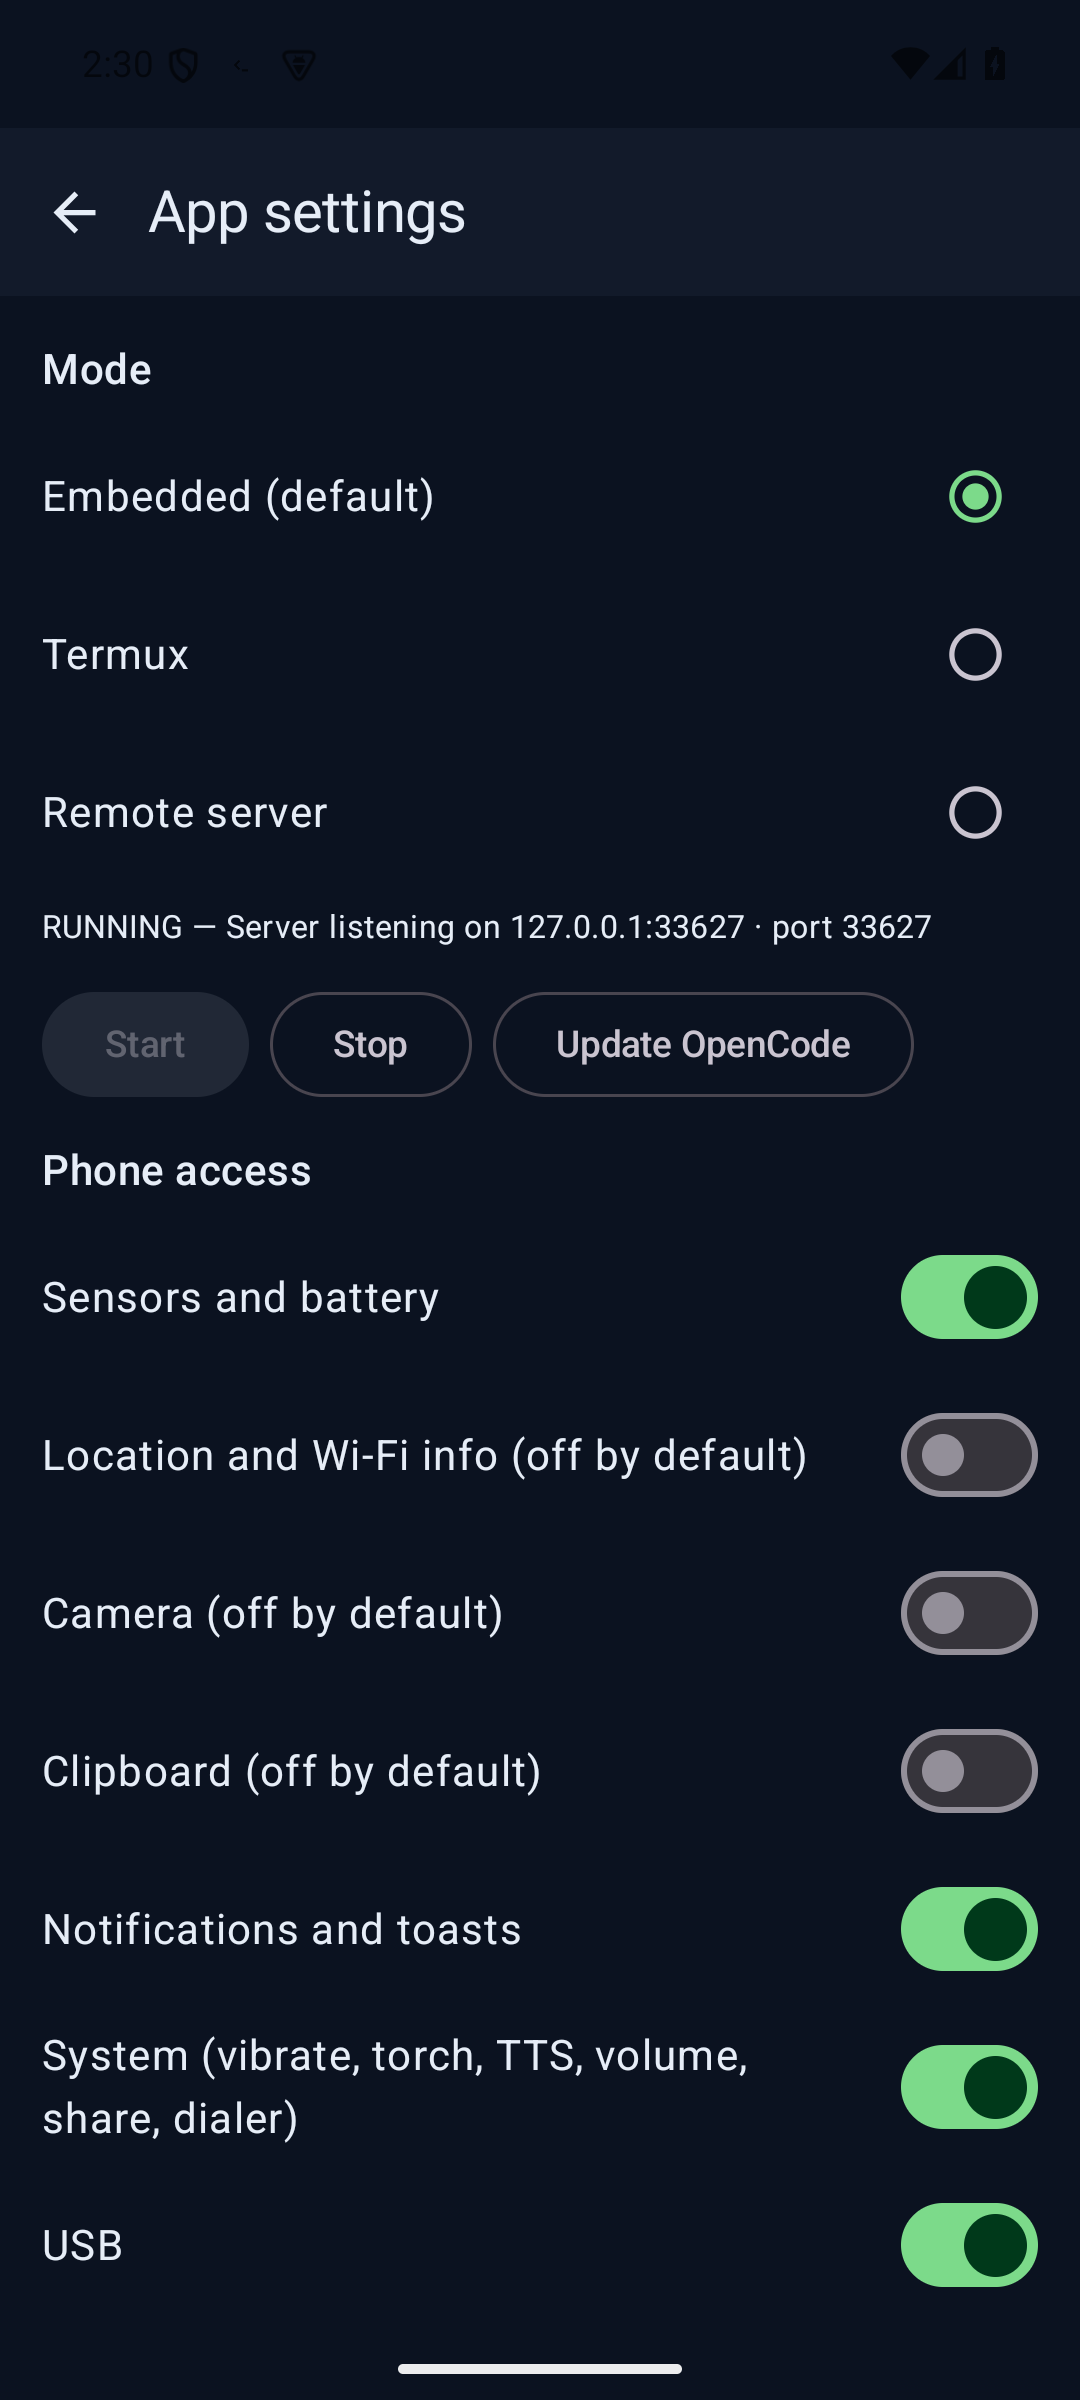 2:30
App settings
Mode
Embedded (default)
Termux
Remote server
RUNNING — Server listening on 127.0.0.1:33627 · port 33627
Start
Stop
Update OpenCode
Phone access
Sensors and battery
Location and Wi-Fi info (off by default)
Camera (off by default)
Clipboard (off by default)
Notifications and toasts
System (vibrate, torch, TTS, volume,
share, dialer)
USB